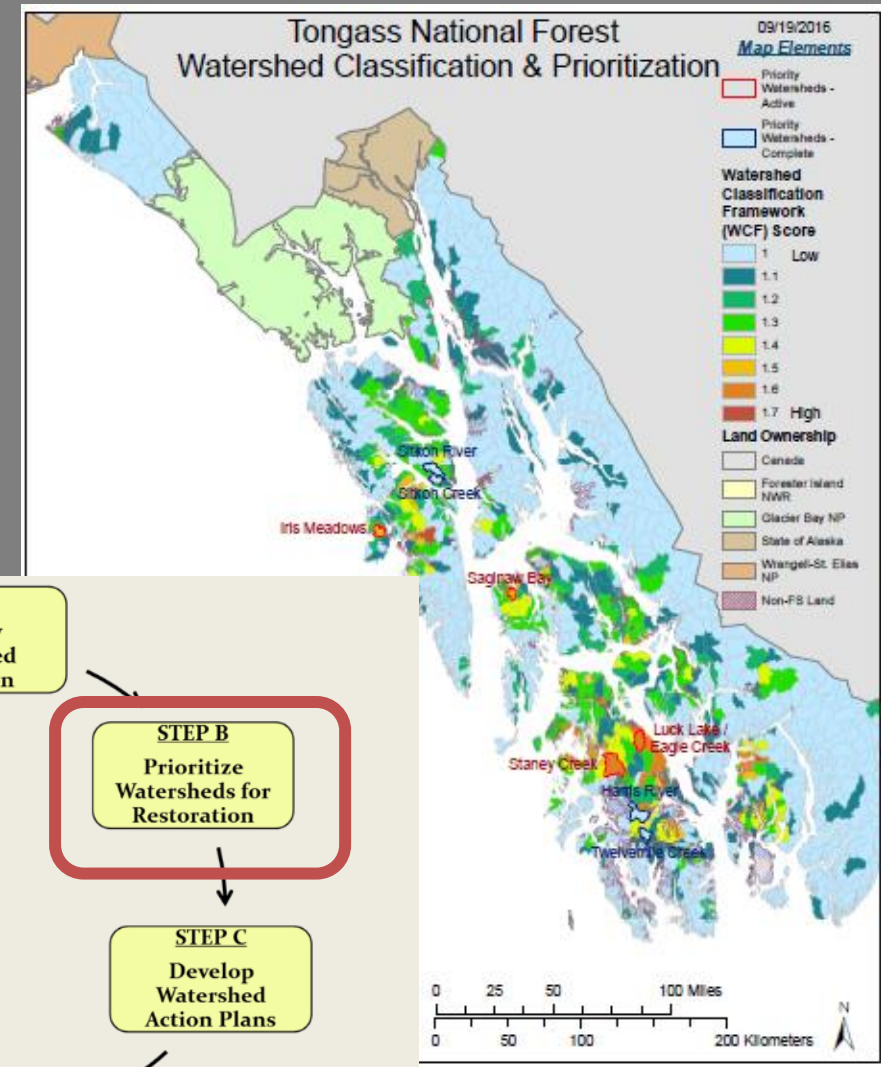 Tongass National Forest
Watershed Classification & Prioritization
09/19/2016
Map Elements
Priority
Watersheds -
Active
Priority
Watersheds -
Complete
Watershed
Classification
Framework
(WCF) Score
1 Low
1.1
1.2
1.3
1.4
1.5
1.6
1.7 High
Land Ownership
Canada
Forester Island
NWR
Glacier Bay NP
State of Alaska
Wrangell-St. Elias
NP
Non-FS Land
Sitkoh River
Sitkoh Creek
Iris Meadows
Saginaw Bay
Luck Lake /
Eagle Creek
Staney Creek
Harris River
Twelvemile Creek
STEP B
Prioritize
Watersheds for
Restoration
STEP C
Develop
Watershed
Action Plans
0 25 50 100 Miles
0 50 100 200 Kilometers
N